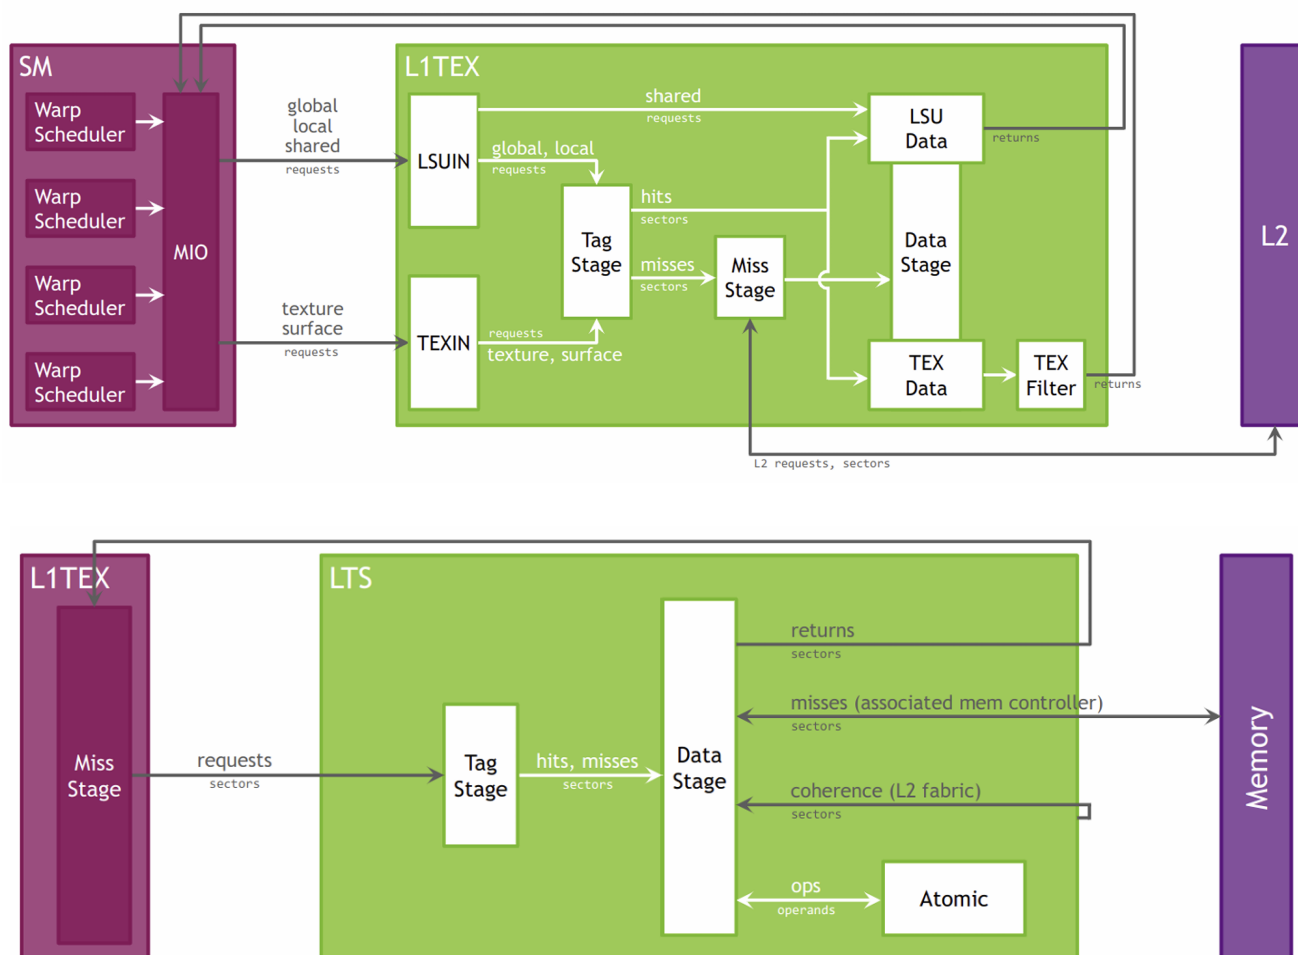 SM
Warp
Scheduler
Warp
Scheduler
Warp
Scheduler
Warp
Scheduler
MIO
global
local
shared
requests
texture
surface
requests
L1TEX
LSUIN
TEXIN
shared
requests
global, local
requests
requests
texture, surface
Tag
Stage
hits
sectors
misses
sectors
Miss
Stage
LSU
Data
Data
Stage
TEX
Data
TEX
Filter
returns
returns
L2 requests, sectors
L2
L1TEX
Miss
Stage
requests
sectors
LTS
Tag
Stage
hits, misses
sectors
Data
Stage
returns
sectors
misses (associated mem controller)
sectors
coherence (L2 fabric)
sectors
ops
operands
Atomic
Memory